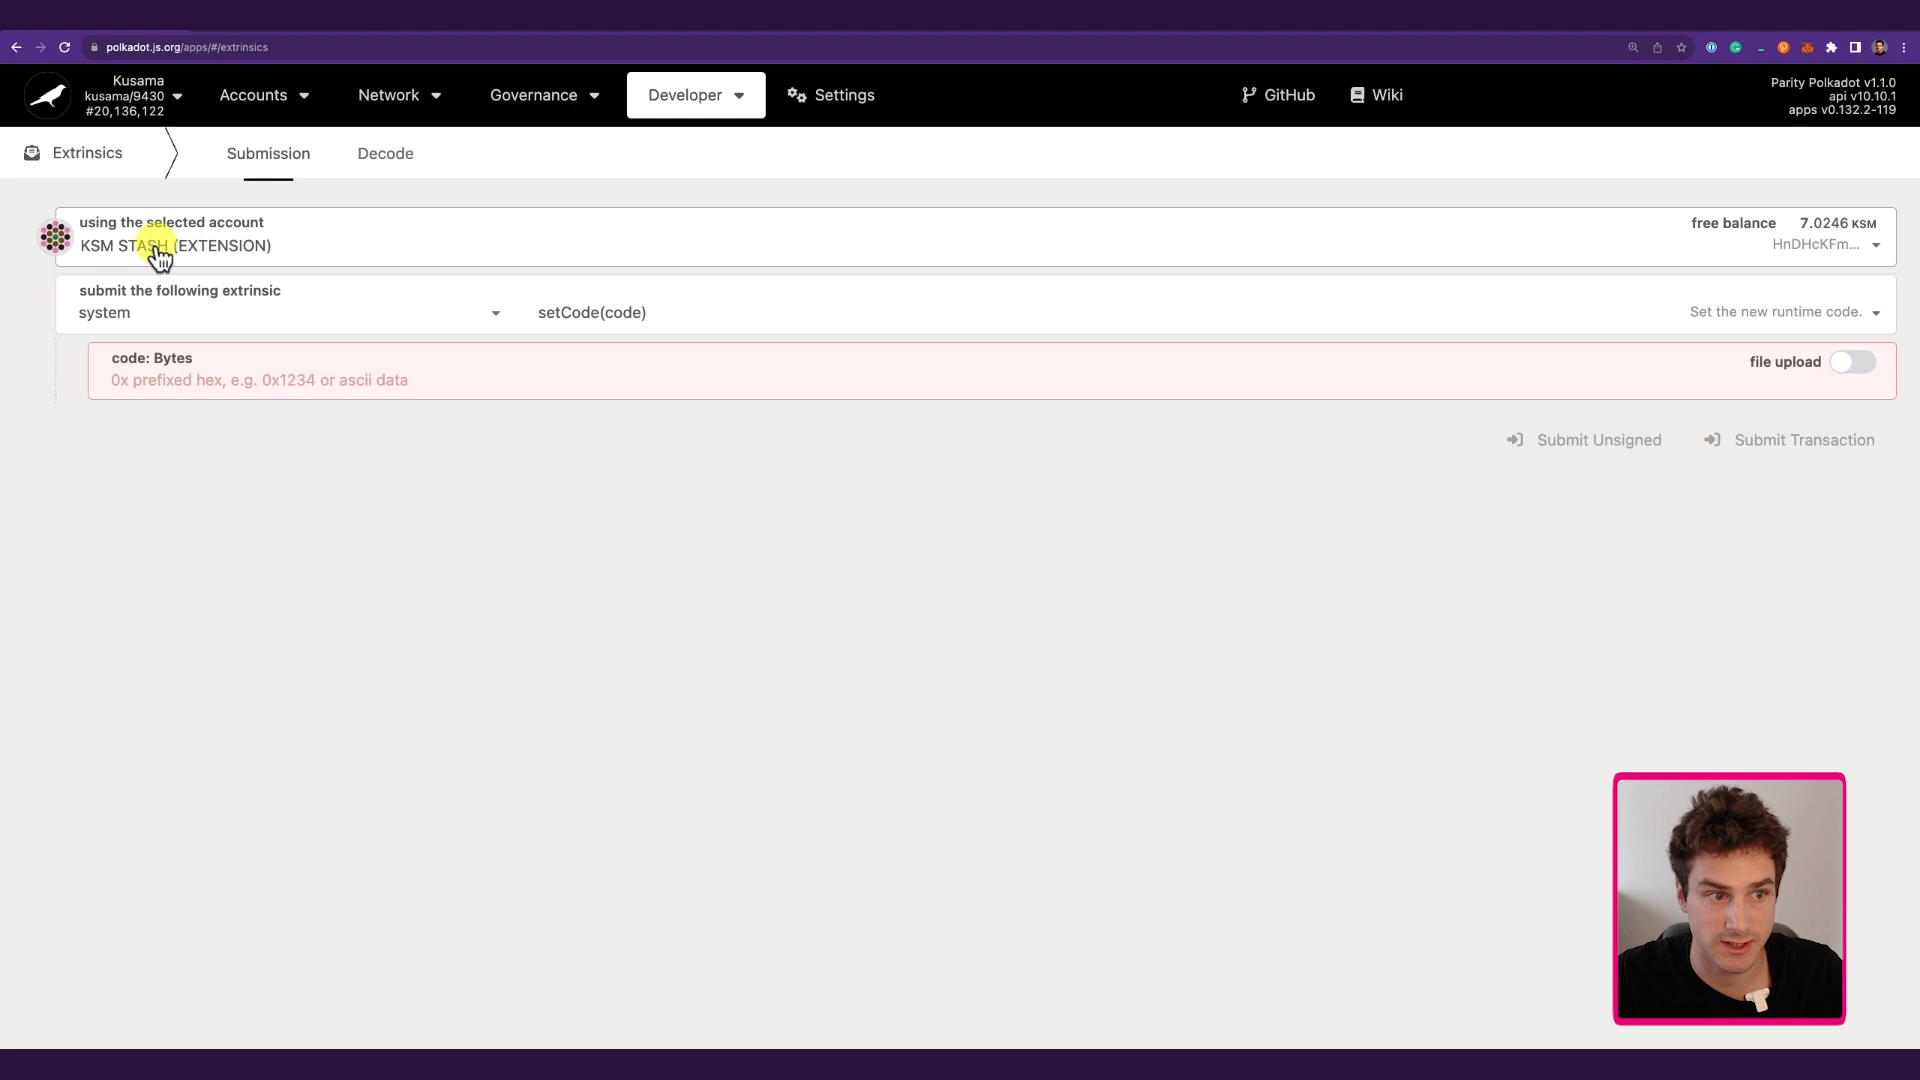 polkadot.js.org/apps/#/extrinsics
Kusama
kusama/9430
#20,136,122
Accounts
Network
Governance
Developer
Settings
GitHub
Wiki
Parity Polkadot v1.1.0
api v10.10.1
apps v0.132.2-119
Extrinsics
Submission
Decode
using the selected account
KSM STASH (EXTENSION)
free balance 7.0246 KSM
HnDHcKFm...
submit the following extrinsic
system
setCode(code)
Set the new runtime code.
code: Bytes
0x prefixed hex, e.g. 0x1234 or ascii data
file upload
Submit Unsigned
Submit Transaction